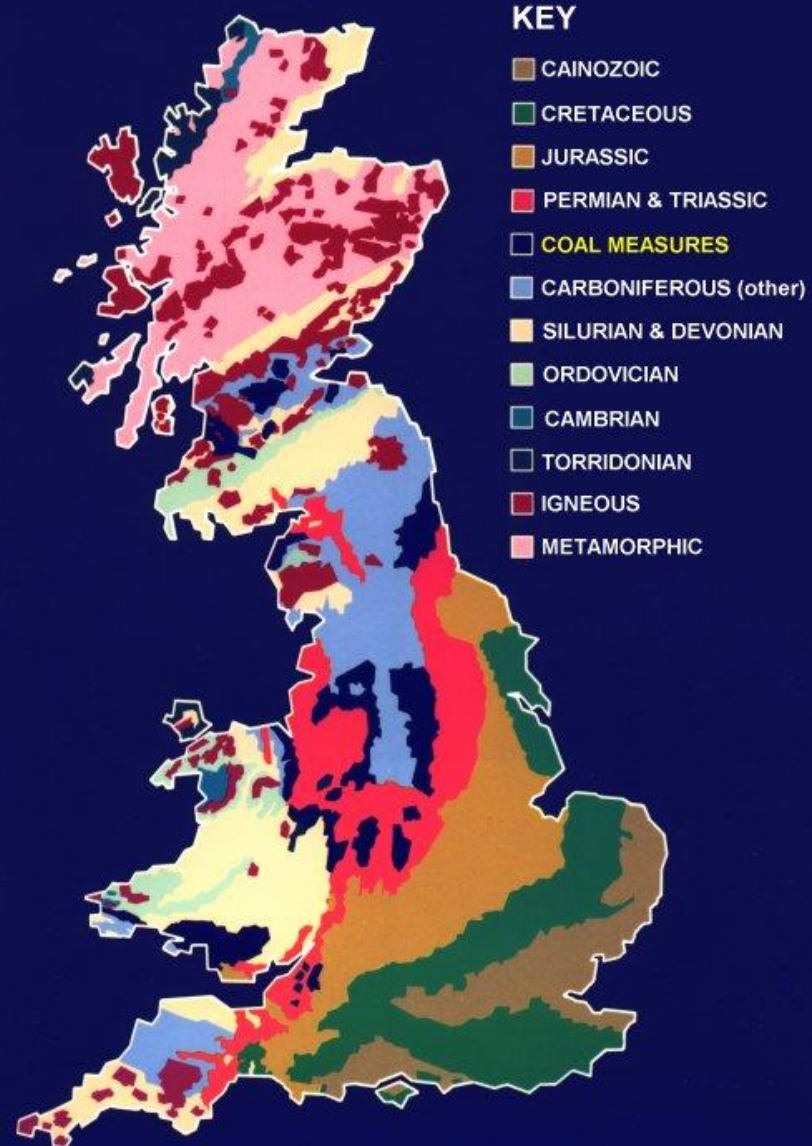 KEY
CAINOZOIC
CRETACEOUS
JURASSIC
PERMIAN & TRIASSIC
COAL MEASURES
CARBONIFEROUS (other)
SILURIAN & DEVONIAN
ORDOVICIAN
CAMBRIAN
TORRIDONIAN
IGNEOUS
METAMORPHIC